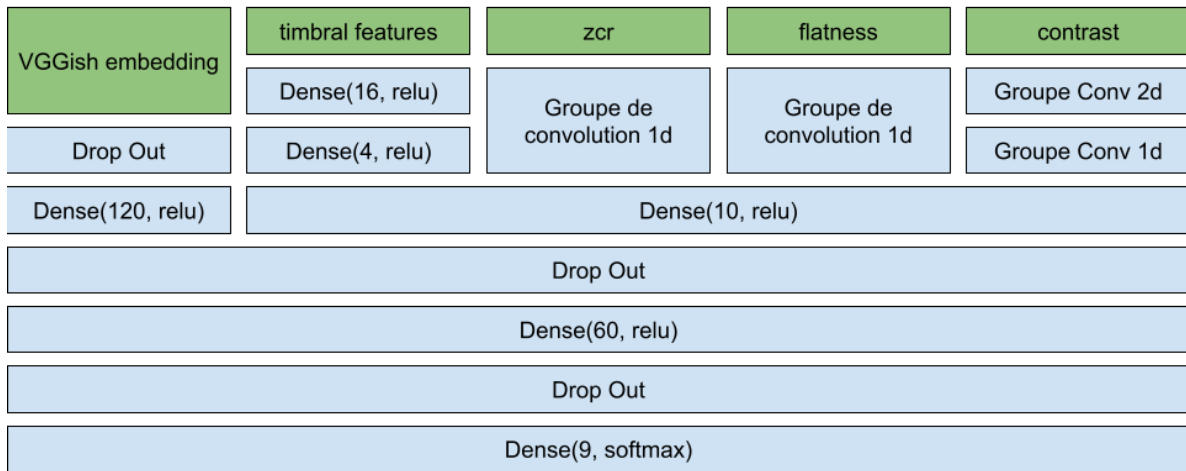 VGGish embedding
timbral features
zcr
flatness
contrast
Dense(16, relu)
Groupe de
convolution 1d
Groupe de
convolution 1d
Groupe Conv 2d
Drop Out
Dense(4, relu)
Groupe Conv 1d
Dense(120, relu)
Dense(10, relu)
Drop Out
Dense(60, relu)
Drop Out
Dense(9, softmax)